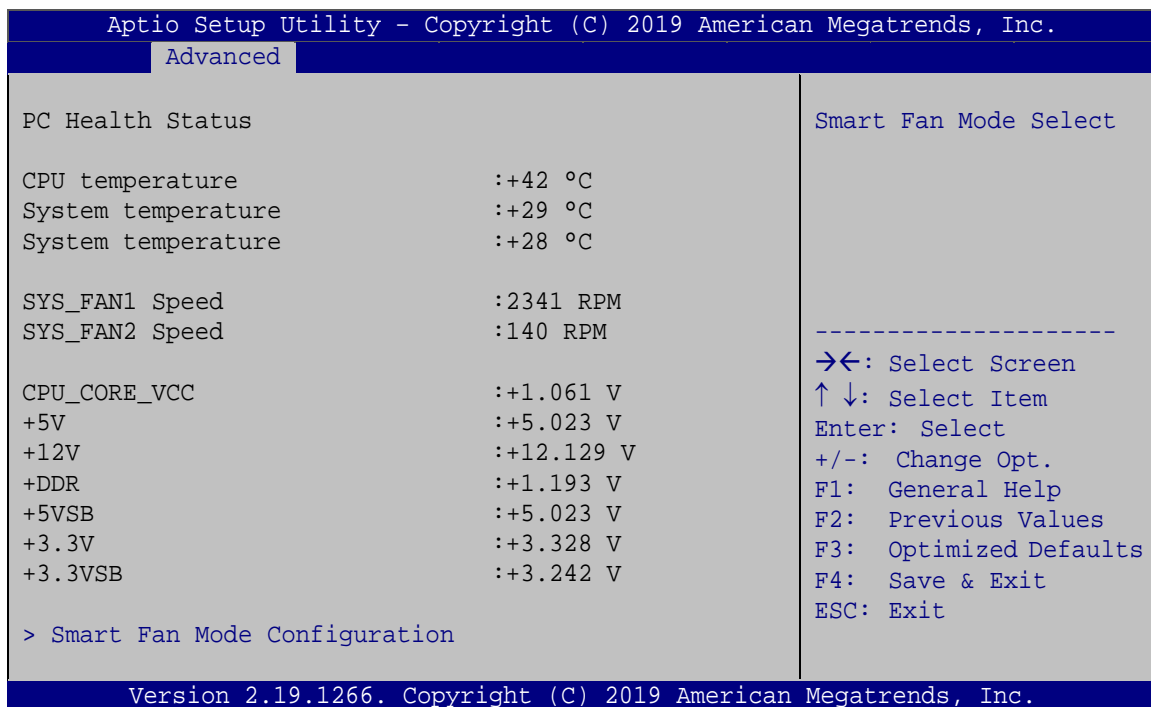 Aptio Setup Utility – Copyright (C) 2019 American Megatrends, Inc.
Advanced
PC Health Status
CPU temperature :+42 °C
System temperature :+29 °C
System temperature :+28 °C
SYS_FAN1 Speed :2341 RPM
SYS_FAN2 Speed :140 RPM
CPU_CORE_VCC :+1.061 V
+5V :+5.023 V
+12V :+12.129 V
+DDR :+1.193 V
+5VSB :+5.023 V
+3.3V :+3.328 V
+3.3VSB :+3.242 V
> Smart Fan Mode Configuration
Smart Fan Mode Select
---------------------
→←: Select Screen
↑ ↓: Select Item
Enter: Select
+/-: Change Opt.
F1: General Help
F2: Previous Values
F3: Optimized Defaults
F4: Save & Exit
ESC: Exit
Version 2.19.1266. Copyright (C) 2019 American Megatrends, Inc.